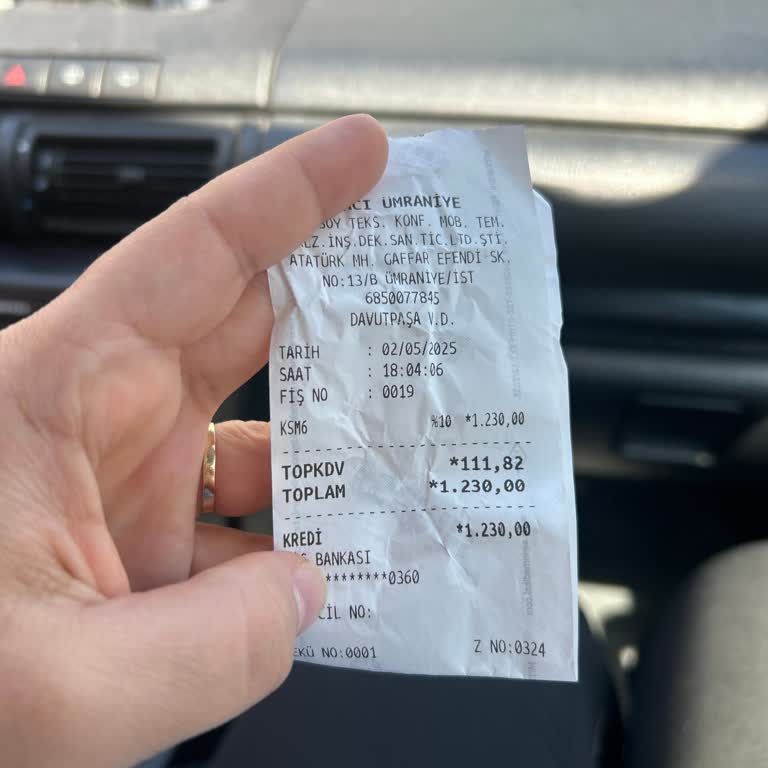 ÜMRANİYE
TEKS. KONF. MOB. TEM.
İNŞ.DEK.SAN.TİC.LTD.ŞTİ.
ATATÜRK MH. GAFFAR EFENDİ SK.
NO:13/B ÜMRANİYE/İST
6850077845
DAVUTPAŞA V.D.
TARİH : 02/05/2025
SAAT : 18:04:06
FİŞ NO : 0019
KSM6 %10 *1.230,00
TOPKDV *111,82
TOPLAM *1.230,00
KREDİ *1.230,00
BANKASI
********0360
NO:
EKÜ NO:0001 Z NO:0324